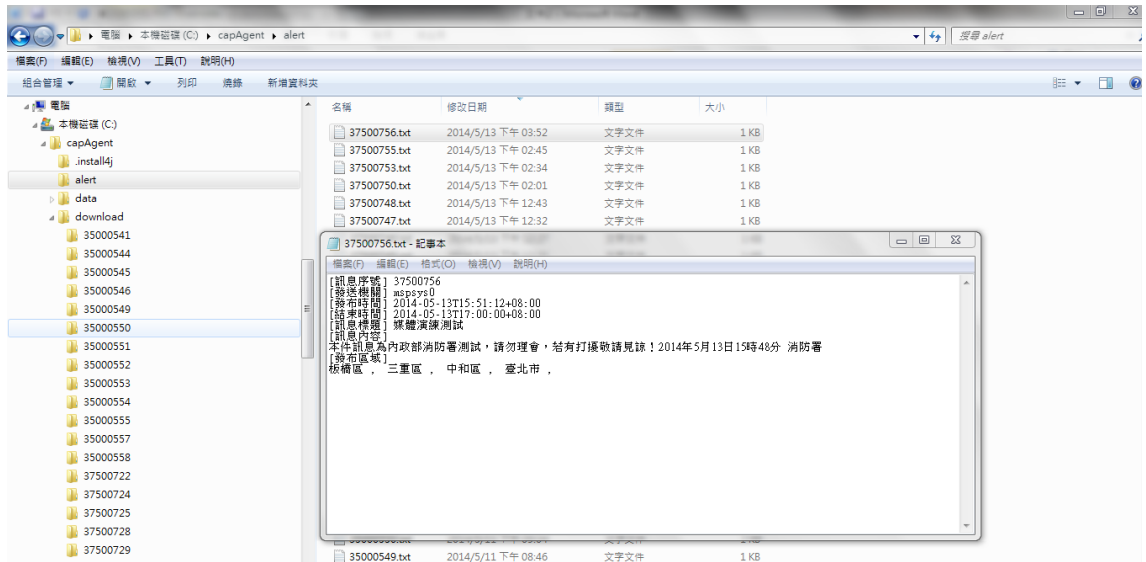 電腦 ▸ 本機磁碟 (C:) ▸ capAgent ▸ alert
搜尋 alert
檔案(F) 編輯(E) 檢視(V) 工具(T) 說明(H)
組合管理 開啟 列印 燒錄 新增資料夾
電腦
本機磁碟 (C:)
capAgent
.install4j
alert
data
download
35000541
35000544
35000545
35000546
35000549
35000550
35000551
35000552
35000553
35000554
35000555
35000557
35000558
37500722
37500724
37500725
37500728
37500729
名稱 修改日期 類型 大小
37500756.txt 2014/5/13 下午 03:52 文字文件 1 KB
37500755.txt 2014/5/13 下午 02:45 文字文件 1 KB
37500753.txt 2014/5/13 下午 02:34 文字文件 1 KB
37500750.txt 2014/5/13 下午 02:01 文字文件 1 KB
37500748.txt 2014/5/13 下午 12:43 文字文件 1 KB
37500747.txt 2014/5/13 下午 12:32 文字文件 1 KB
37500756.txt - 記事本
檔案(F) 編輯(E) 格式(O) 檢視(V) 說明(H)
[訊息序號] 37500756
[發送機關] mspsys0
[發布時間] 2014-05-13T15:51:12+08:00
[結束時間] 2014-05-13T17:00:00+08:00
[訊息標題] 媒體演練測試
[訊息內容]
本件訊息為內政部消防署測試，請勿理會，若有打擾敬請見諒！2014年5月13日15時48分 消防署
[發布區域]
板橋區 , 三重區 , 中和區 , 臺北市 ,
35000549.txt 2014/5/11 下午 08:46 文字文件 1 KB